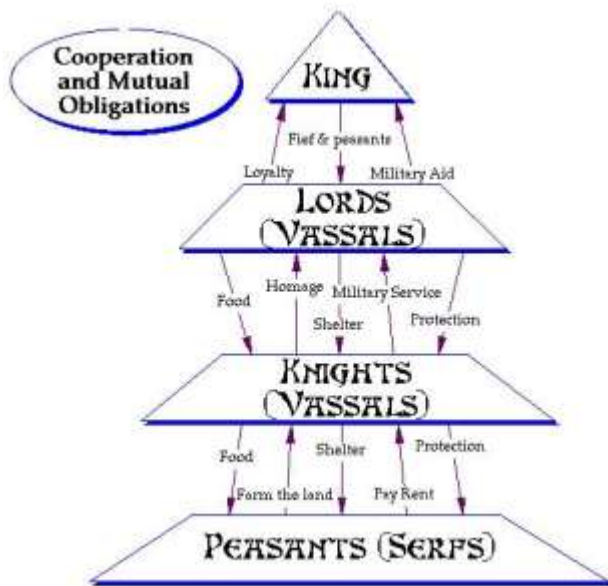 Cooperation
and Mutual
Obligations
KING
Fief & peasants
Loyalty
Military Aid
LORDS
(VASSALS)
Food
Homage
Military Service
Shelter
Protection
KNIGHTS
(VASSALS)
Food
Shelter
Protection
Farm the land
Pay Rent
PEASANTS (SERFS)